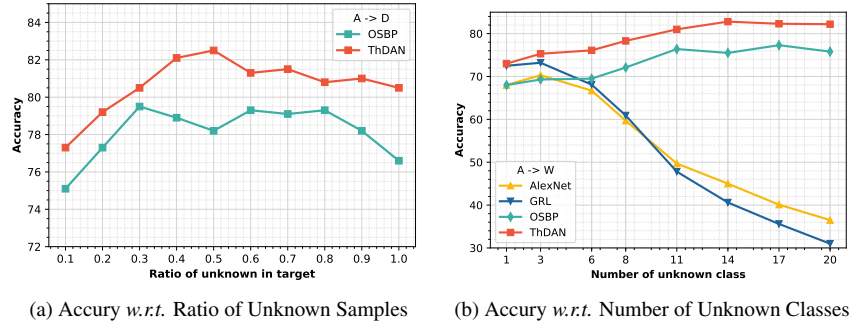 A -> D
OSBP
ThDAN
84
82
80
78
76
74
72
Accuracy
0.1 0.2 0.3 0.4 0.5 0.6 0.7 0.8 0.9 1.0
Ratio of unknown in target
(a) Accury w.r.t. Ratio of Unknown Samples
80
70
60
50
40
30
Accuracy
A -> W
AlexNet
GRL
OSBP
ThDAN
1 3 6 8 11 14 17 20
Number of unknown class
(b) Accury w.r.t. Number of Unknown Classes